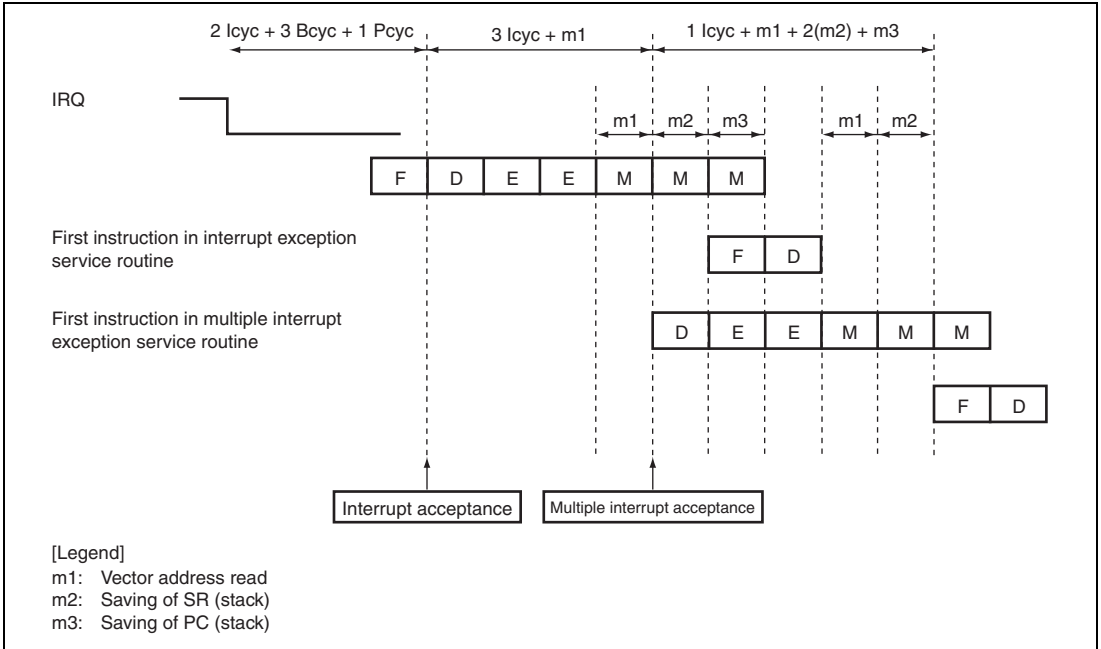 2 Icyc + 3 Bcyc + 1 Pcyc
3 Icyc + m1
1 Icyc + m1 + 2(m2) + m3
IRQ
m1
m2
m3
m1
m2
F D E E M M M
First instruction in interrupt exception
service routine
F D
First instruction in multiple interrupt
exception service routine
D E E M M M
F D
Interrupt acceptance
Multiple interrupt acceptance
[Legend]
m1: Vector address read
m2: Saving of SR (stack)
m3: Saving of PC (stack)